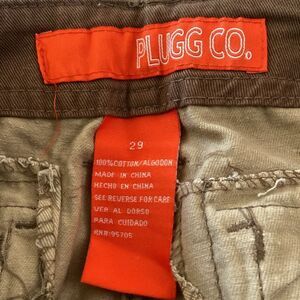 PLUGG CO.
29
100%COTTON/ALGODON
MADE IN CHINA
HECHO EN CHINA
SEE REVERSE FOR CARE
VER AL DORSO
PARA CUIDADO
RN#:95705